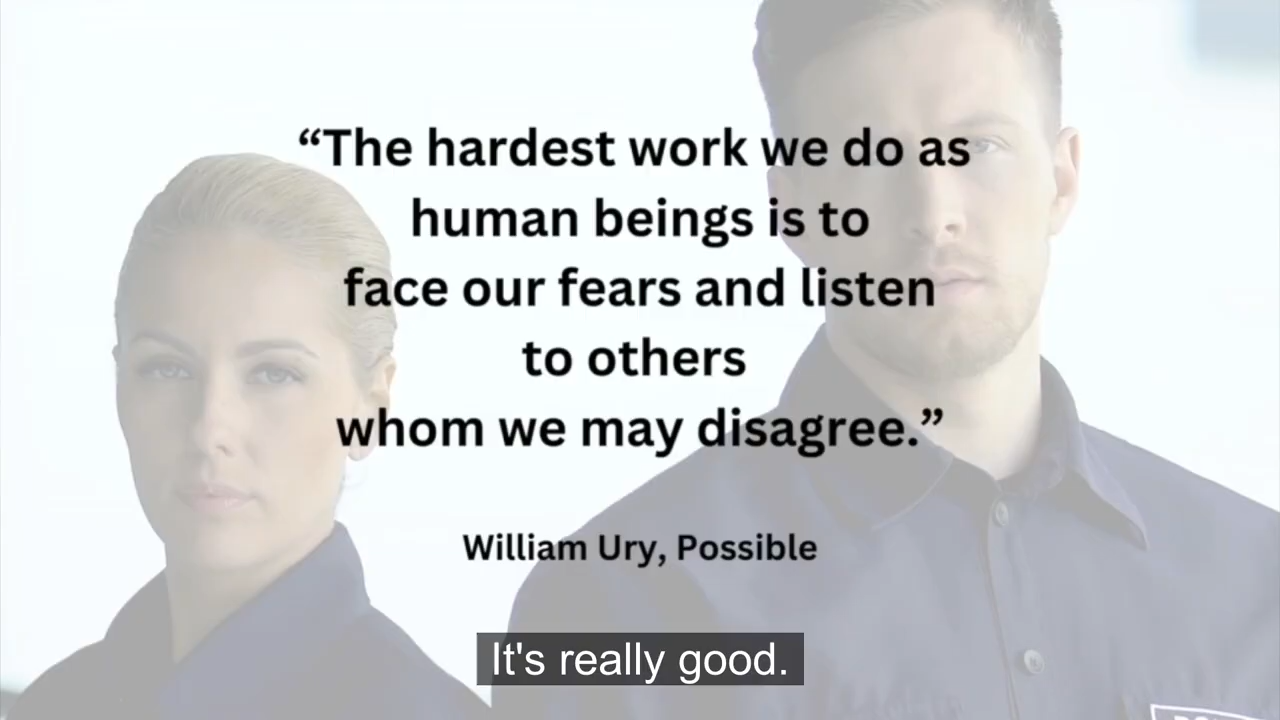 “The hardest work we do as
human beings is to
face our fears and listen
to others
whom we may disagree.”
William Ury, Possible
It's really good.